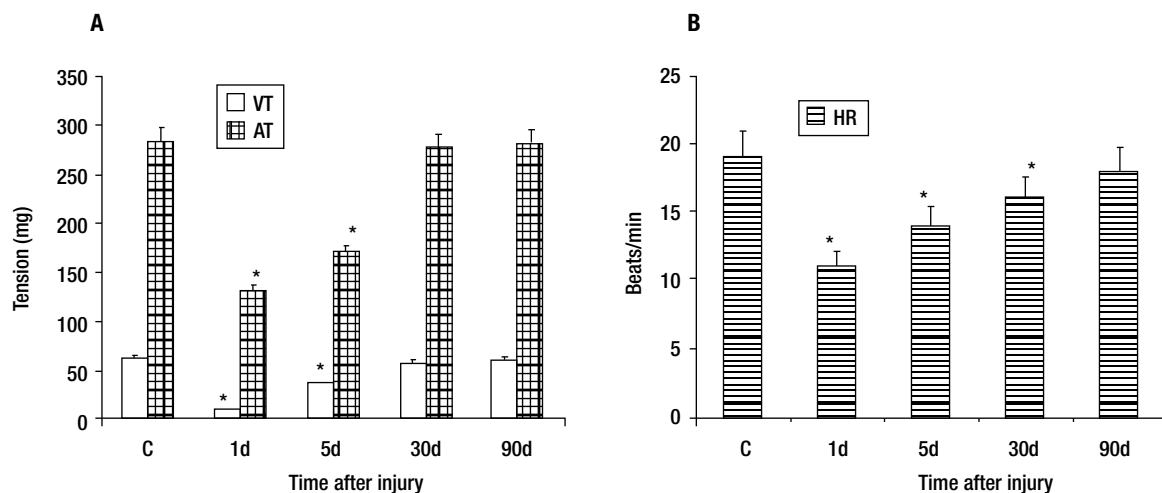 A
Tension (mg)
350
300
250
200
150
100
50
0
VT
AT
*
*
*
*
C
1d
5d
30d
90d
Time after injury
B
Beats/min
25
20
15
10
5
0
HR
*
*
*
C
1d
5d
30d
90d
Time after injury